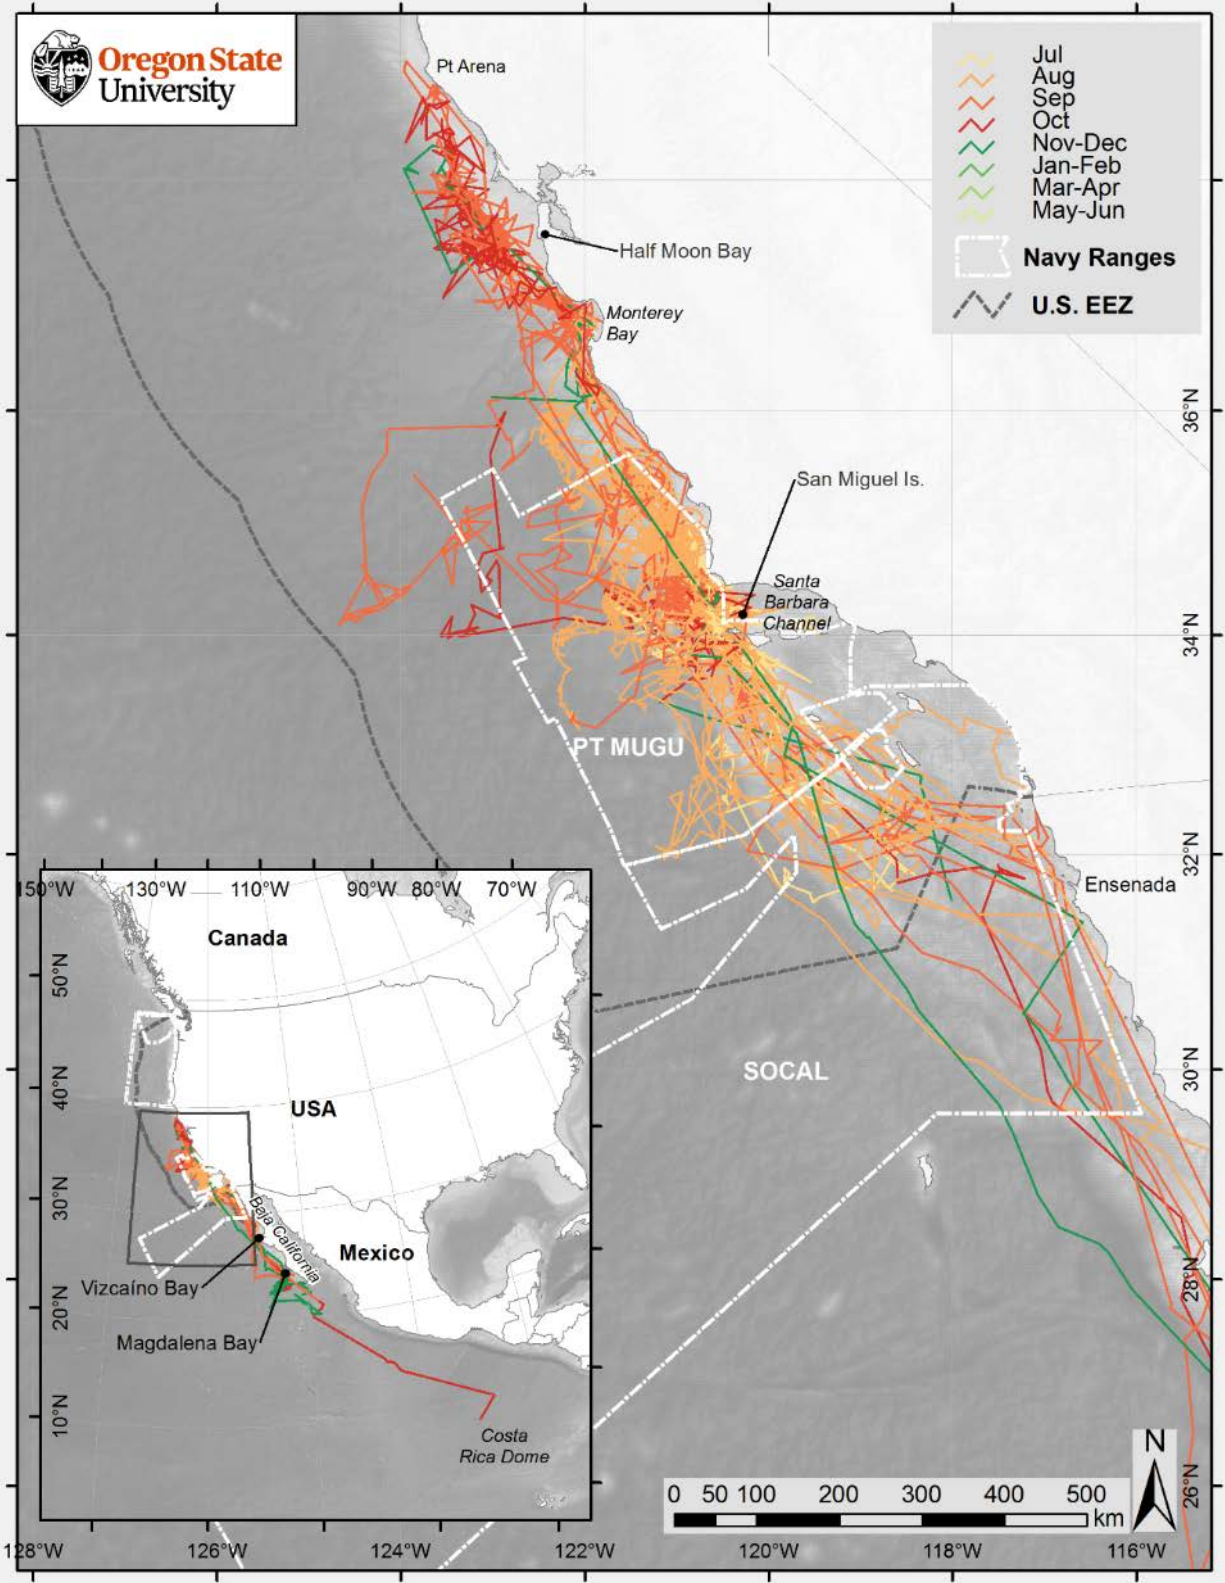 Oregon State
University
Pt Arena
Jul
Aug
Sep
Oct
Nov-Dec
Jan-Feb
Mar-Apr
May-Jun
Navy Ranges
U.S. EEZ
Half Moon Bay
Monterey
Bay
36°N
San Miguel Is.
Santa
Barbara
Channel
34°N
PT MUGU
32°N
Ensenada
SOCAL
30°N
28°N
26°N
150°W 130°W 110°W 90°W 80°W 70°W
Canada
50°N
40°N
USA
30°N
Baja California
Mexico
Vizcaíno Bay
20°N
Magdalena Bay
10°N
Costa
Rica Dome
N
0 50 100 200 300 400 500
km
128°W 126°W 124°W 122°W 120°W 118°W 116°W